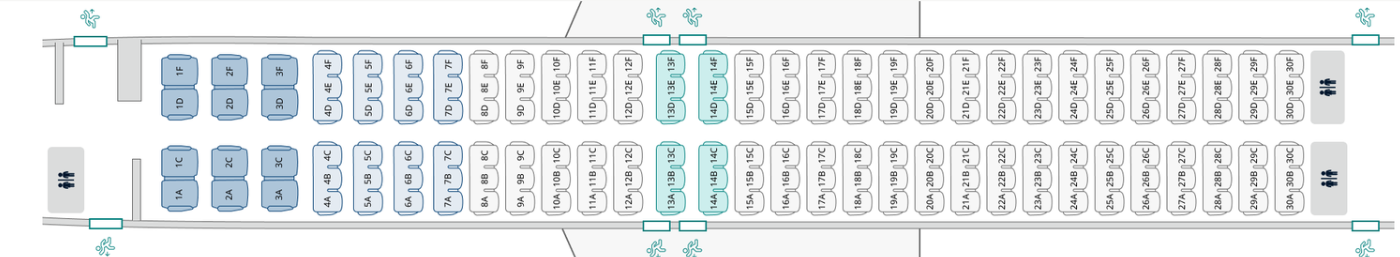 1F 2F 3F 4F 5F 6F 7F 8F 9F 10F 11F 12F 13F 14F 15F 16F 17F 18F 19F 20F 21F 22F 23F 24F 25F 26F 27F 28F 29F 30F
4E 5E 6E 7E 8E 9E 10E 11E 12E 13E 14E 15E 16E 17E 18E 19E 20E 21E 22E 23E 24E 25E 26E 27E 28E 29E 30E
1D 2D 3D 4D 5D 6D 7D 8D 9D 10D 11D 12D 13D 14D 15D 16D 17D 18D 19D 20D 21D 22D 23D 24D 25D 26D 27D 28D 29D 30D
1C 2C 3C 4C 5C 6C 7C 8C 9C 10C 11C 12C 13C 14C 15C 16C 17C 18C 19C 20C 21C 22C 23C 24C 25C 26C 27C 28C 29C 30C
4B 5B 6B 7B 8B 9B 10B 11B 12B 13B 14B 15B 16B 17B 18B 19B 20B 21B 22B 23B 24B 25B 26B 27B 28B 29B 30B
1A 2A 3A 4A 5A 6A 7A 8A 9A 10A 11A 12A 13A 14A 15A 16A 17A 18A 19A 20A 21A 22A 23A 24A 25A 26A 27A 28A 29A 30A